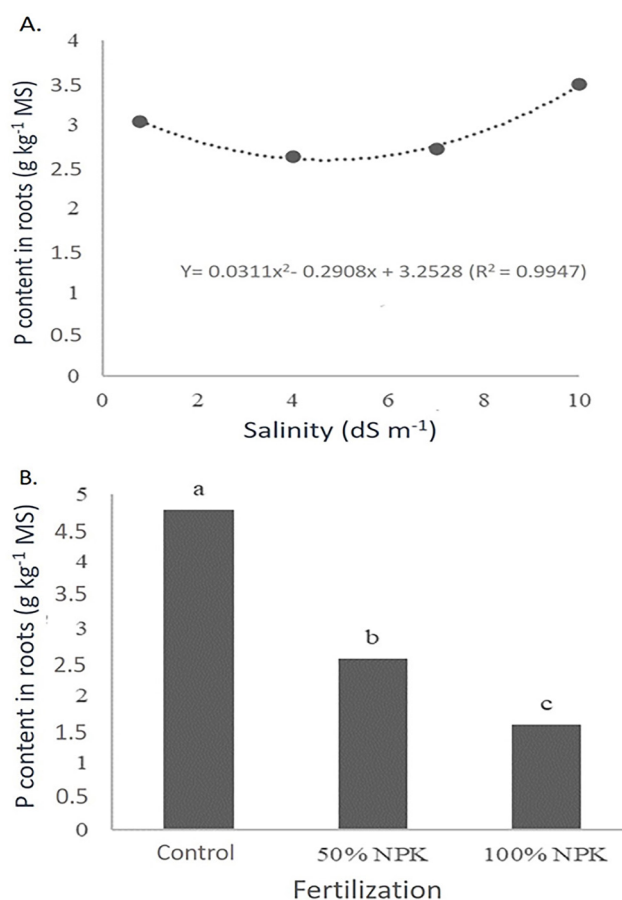 A.
4
3.5
3
2.5
2
1.5
1
0.5
0
P content in roots (g kg⁻¹ MS)
Y= 0.0311x²- 0.2908x + 3.2528 (R² = 0.9947)
0 2 4 6 8 10
Salinity (dS m⁻¹)
B.
5
4.5
4
3.5
3
2.5
2
1.5
1
0.5
0
P content in roots (g kg⁻¹ MS)
a
b
c
Control 50% NPK 100% NPK
Fertilization